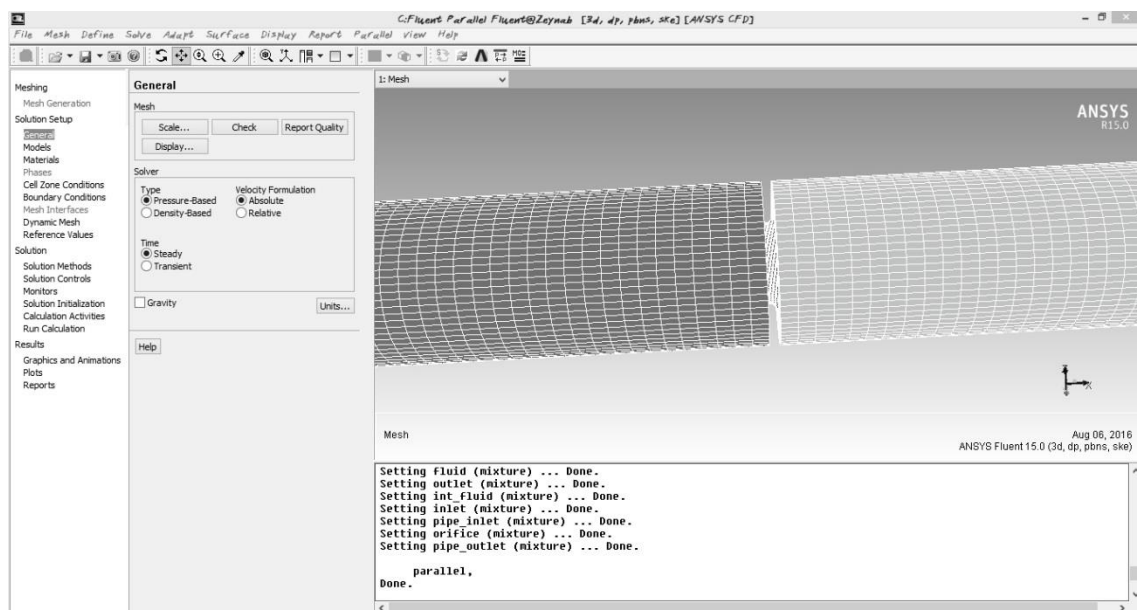 C:Fluent Parallel Fluent@Zeynab [3d, dp, pbns, ske] [ANSYS CFD]
File Mesh Define Solve Adapt Surface Display Report Parallel View Help
Meshing
Mesh Generation
Solution Setup
General
Models
Materials
Phases
Cell Zone Conditions
Boundary Conditions
Mesh Interfaces
Dynamic Mesh
Reference Values
Solution
Solution Methods
Solution Controls
Monitors
Solution Initialization
Calculation Activities
Run Calculation
Results
Graphics and Animations
Plots
Reports
General
Mesh
Scale... Check Report Quality
Display...
Solver
Type Velocity Formulation
Pressure-Based Absolute
Density-Based Relative
Time
Steady
Transient
Gravity Units...
Help
1: Mesh
ANSYS
R15.0
X
Mesh
Aug 06, 2016
ANSYS Fluent 15.0 (3d, dp, pbns, ske)
Setting fluid (mixture) ... Done.
Setting outlet (mixture) ... Done.
Setting int_fluid (mixture) ... Done.
Setting inlet (mixture) ... Done.
Setting pipe_inlet (mixture) ... Done.
Setting orifice (mixture) ... Done.
Setting pipe_outlet (mixture) ... Done.
parallel,
Done.